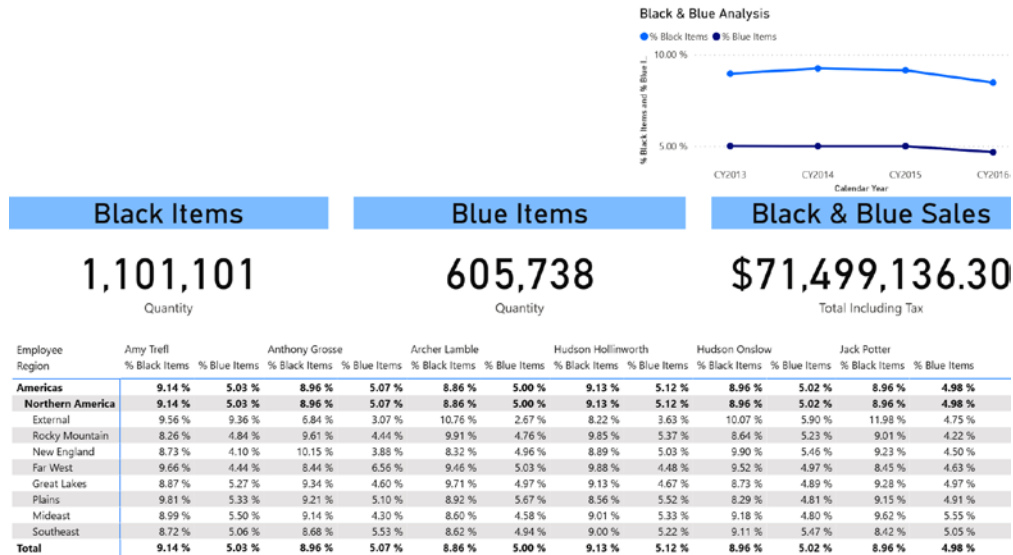 Black & Blue Analysis
% Black Items % Blue Items
% Black Items and % Blue I...
10.00 %
5.00 %
CY2013 CY2014 CY2015 CY2016
Calendar Year
Black Items Blue Items Black & Blue Sales
1,101,101 605,738 $71,499,136.30
Quantity Quantity Total Including Tax
Employee Amy Trefl Anthony Grosse Archer Lamble Hudson Hollinworth Hudson Onslow Jack Potter
Region % Black Items % Blue Items % Black Items % Blue Items % Black Items % Blue Items % Black Items % Blue Items % Black Items % Blue Items % Black Items % Blue Items
Americas 9.14 % 5.03 % 8.96 % 5.07 % 8.86 % 5.00 % 9.13 % 5.12 % 8.96 % 5.02 % 8.96 % 4.98 %
Northern America 9.14 % 5.03 % 8.96 % 5.07 % 8.86 % 5.00 % 9.13 % 5.12 % 8.96 % 5.02 % 8.96 % 4.98 %
External 9.56 % 9.36 % 6.84 % 3.07 % 10.76 % 2.67 % 8.22 % 3.63 % 10.07 % 5.90 % 11.98 % 4.75 %
Rocky Mountain 8.26 % 4.84 % 9.61 % 4.44 % 9.91 % 4.76 % 9.85 % 5.37 % 8.64 % 5.23 % 9.01 % 4.22 %
New England 8.73 % 4.10 % 10.15 % 3.88 % 8.32 % 4.96 % 8.89 % 5.03 % 9.90 % 5.46 % 9.23 % 4.50 %
Far West 9.66 % 4.44 % 8.44 % 6.56 % 9.46 % 5.03 % 9.88 % 4.48 % 9.52 % 4.97 % 8.45 % 4.63 %
Great Lakes 8.87 % 5.27 % 9.34 % 4.60 % 9.71 % 4.97 % 9.13 % 4.67 % 8.73 % 4.89 % 9.28 % 4.97 %
Plains 9.81 % 5.33 % 9.21 % 5.10 % 8.92 % 5.67 % 8.56 % 5.52 % 8.29 % 4.81 % 9.15 % 4.91 %
Mideast 8.99 % 5.50 % 9.14 % 4.30 % 8.60 % 4.58 % 9.01 % 5.33 % 9.18 % 4.80 % 9.62 % 5.55 %
Southeast 8.72 % 5.06 % 8.68 % 5.53 % 8.62 % 4.94 % 9.00 % 5.22 % 9.11 % 5.47 % 8.42 % 5.05 %
Total 9.14 % 5.03 % 8.96 % 5.07 % 8.86 % 5.00 % 9.13 % 5.12 % 8.96 % 5.02 % 8.96 % 4.98 %